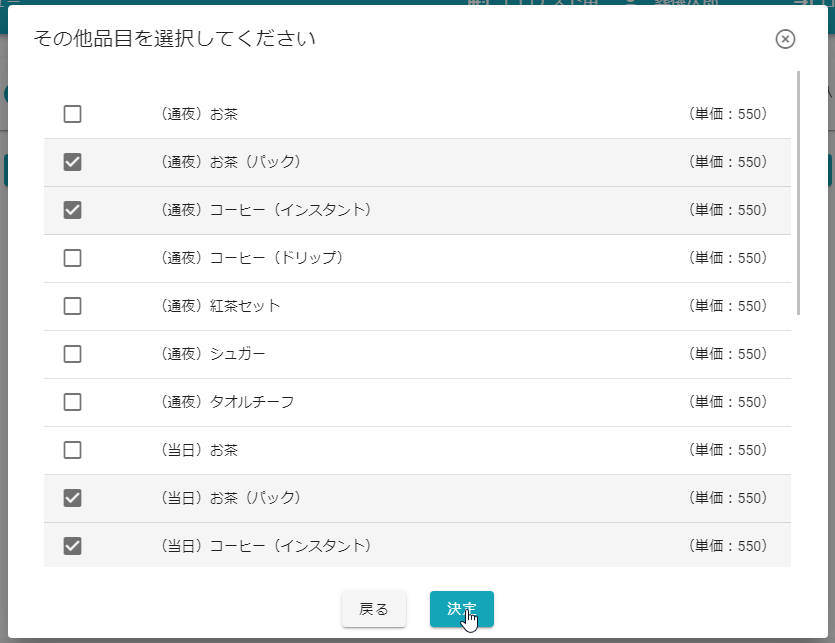 その他品目を選択してください
（通夜）お茶 （単価：550）
（通夜）お茶（パック） （単価：550）
（通夜）コーヒー（インスタント） （単価：550）
（通夜）コーヒー（ドリップ） （単価：550）
（通夜）紅茶セット （単価：550）
（通夜）シュガー （単価：550）
（通夜）タオルチーフ （単価：550）
（当日）お茶 （単価：550）
（当日）お茶（パック） （単価：550）
（当日）コーヒー（インスタント） （単価：550）
戻る 決定